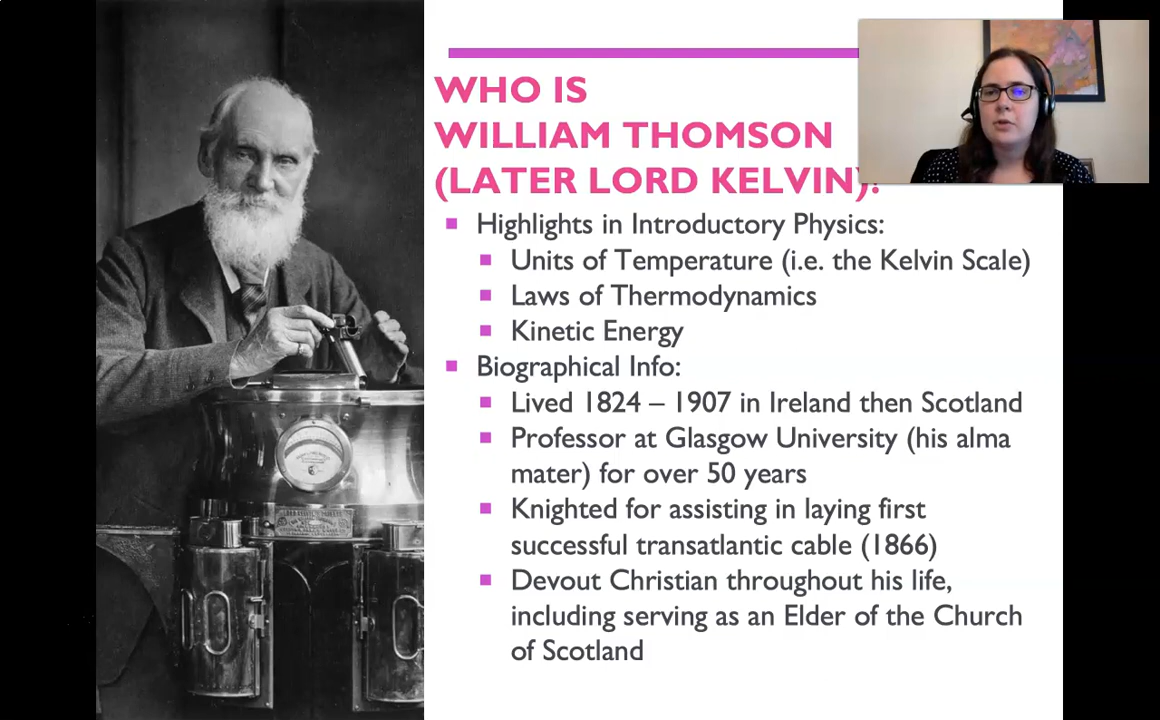 WHO IS
WILLIAM THOMSON
(LATER LORD KELVIN)?
Highlights in Introductory Physics:
Units of Temperature (i.e. the Kelvin Scale)
Laws of Thermodynamics
Kinetic Energy
Biographical Info:
Lived 1824 – 1907 in Ireland then Scotland
Professor at Glasgow University (his alma
mater) for over 50 years
Knighted for assisting in laying first
successful transatlantic cable (1866)
Devout Christian throughout his life,
including serving as an Elder of the Church
of Scotland